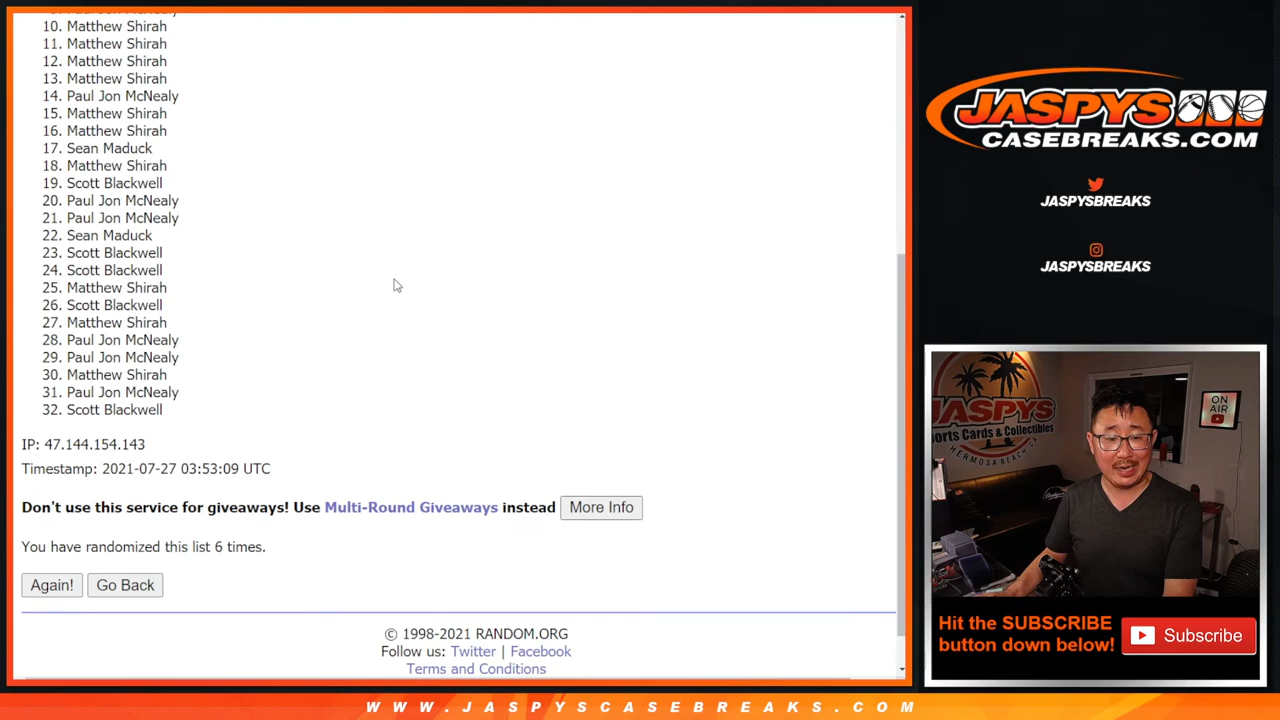 10. Matthew Shirah
11. Matthew Shirah
12. Matthew Shirah
13. Matthew Shirah
14. Paul Jon McNealy
15. Matthew Shirah
16. Matthew Shirah
17. Sean Maduck
18. Matthew Shirah
19. Scott Blackwell
20. Paul Jon McNealy
21. Paul Jon McNealy
22. Sean Maduck
23. Scott Blackwell
24. Scott Blackwell
25. Matthew Shirah
26. Scott Blackwell
27. Matthew Shirah
28. Paul Jon McNealy
29. Paul Jon McNealy
30. Matthew Shirah
31. Paul Jon McNealy
32. Scott Blackwell
IP: 47.144.154.143
Timestamp: 2021-07-27 03:53:09 UTC
Don't use this service for giveaways! Use Multi-Round Giveaways instead More Info
You have randomized this list 6 times.
Again! Go Back
© 1998-2021 RANDOM.ORG
Follow us: Twitter | Facebook
Terms and Conditions
JASPYS
CASEBREAKS.COM
JASPYSBREAKS
JASPYSBREAKS
JASPYS
Sports Cards & Collectibles
HERMOSA BEACH
ON
AIR
Hit the SUBSCRIBE
button down below!
Subscribe
WWW.JASPYSCASEBREAKS.COM